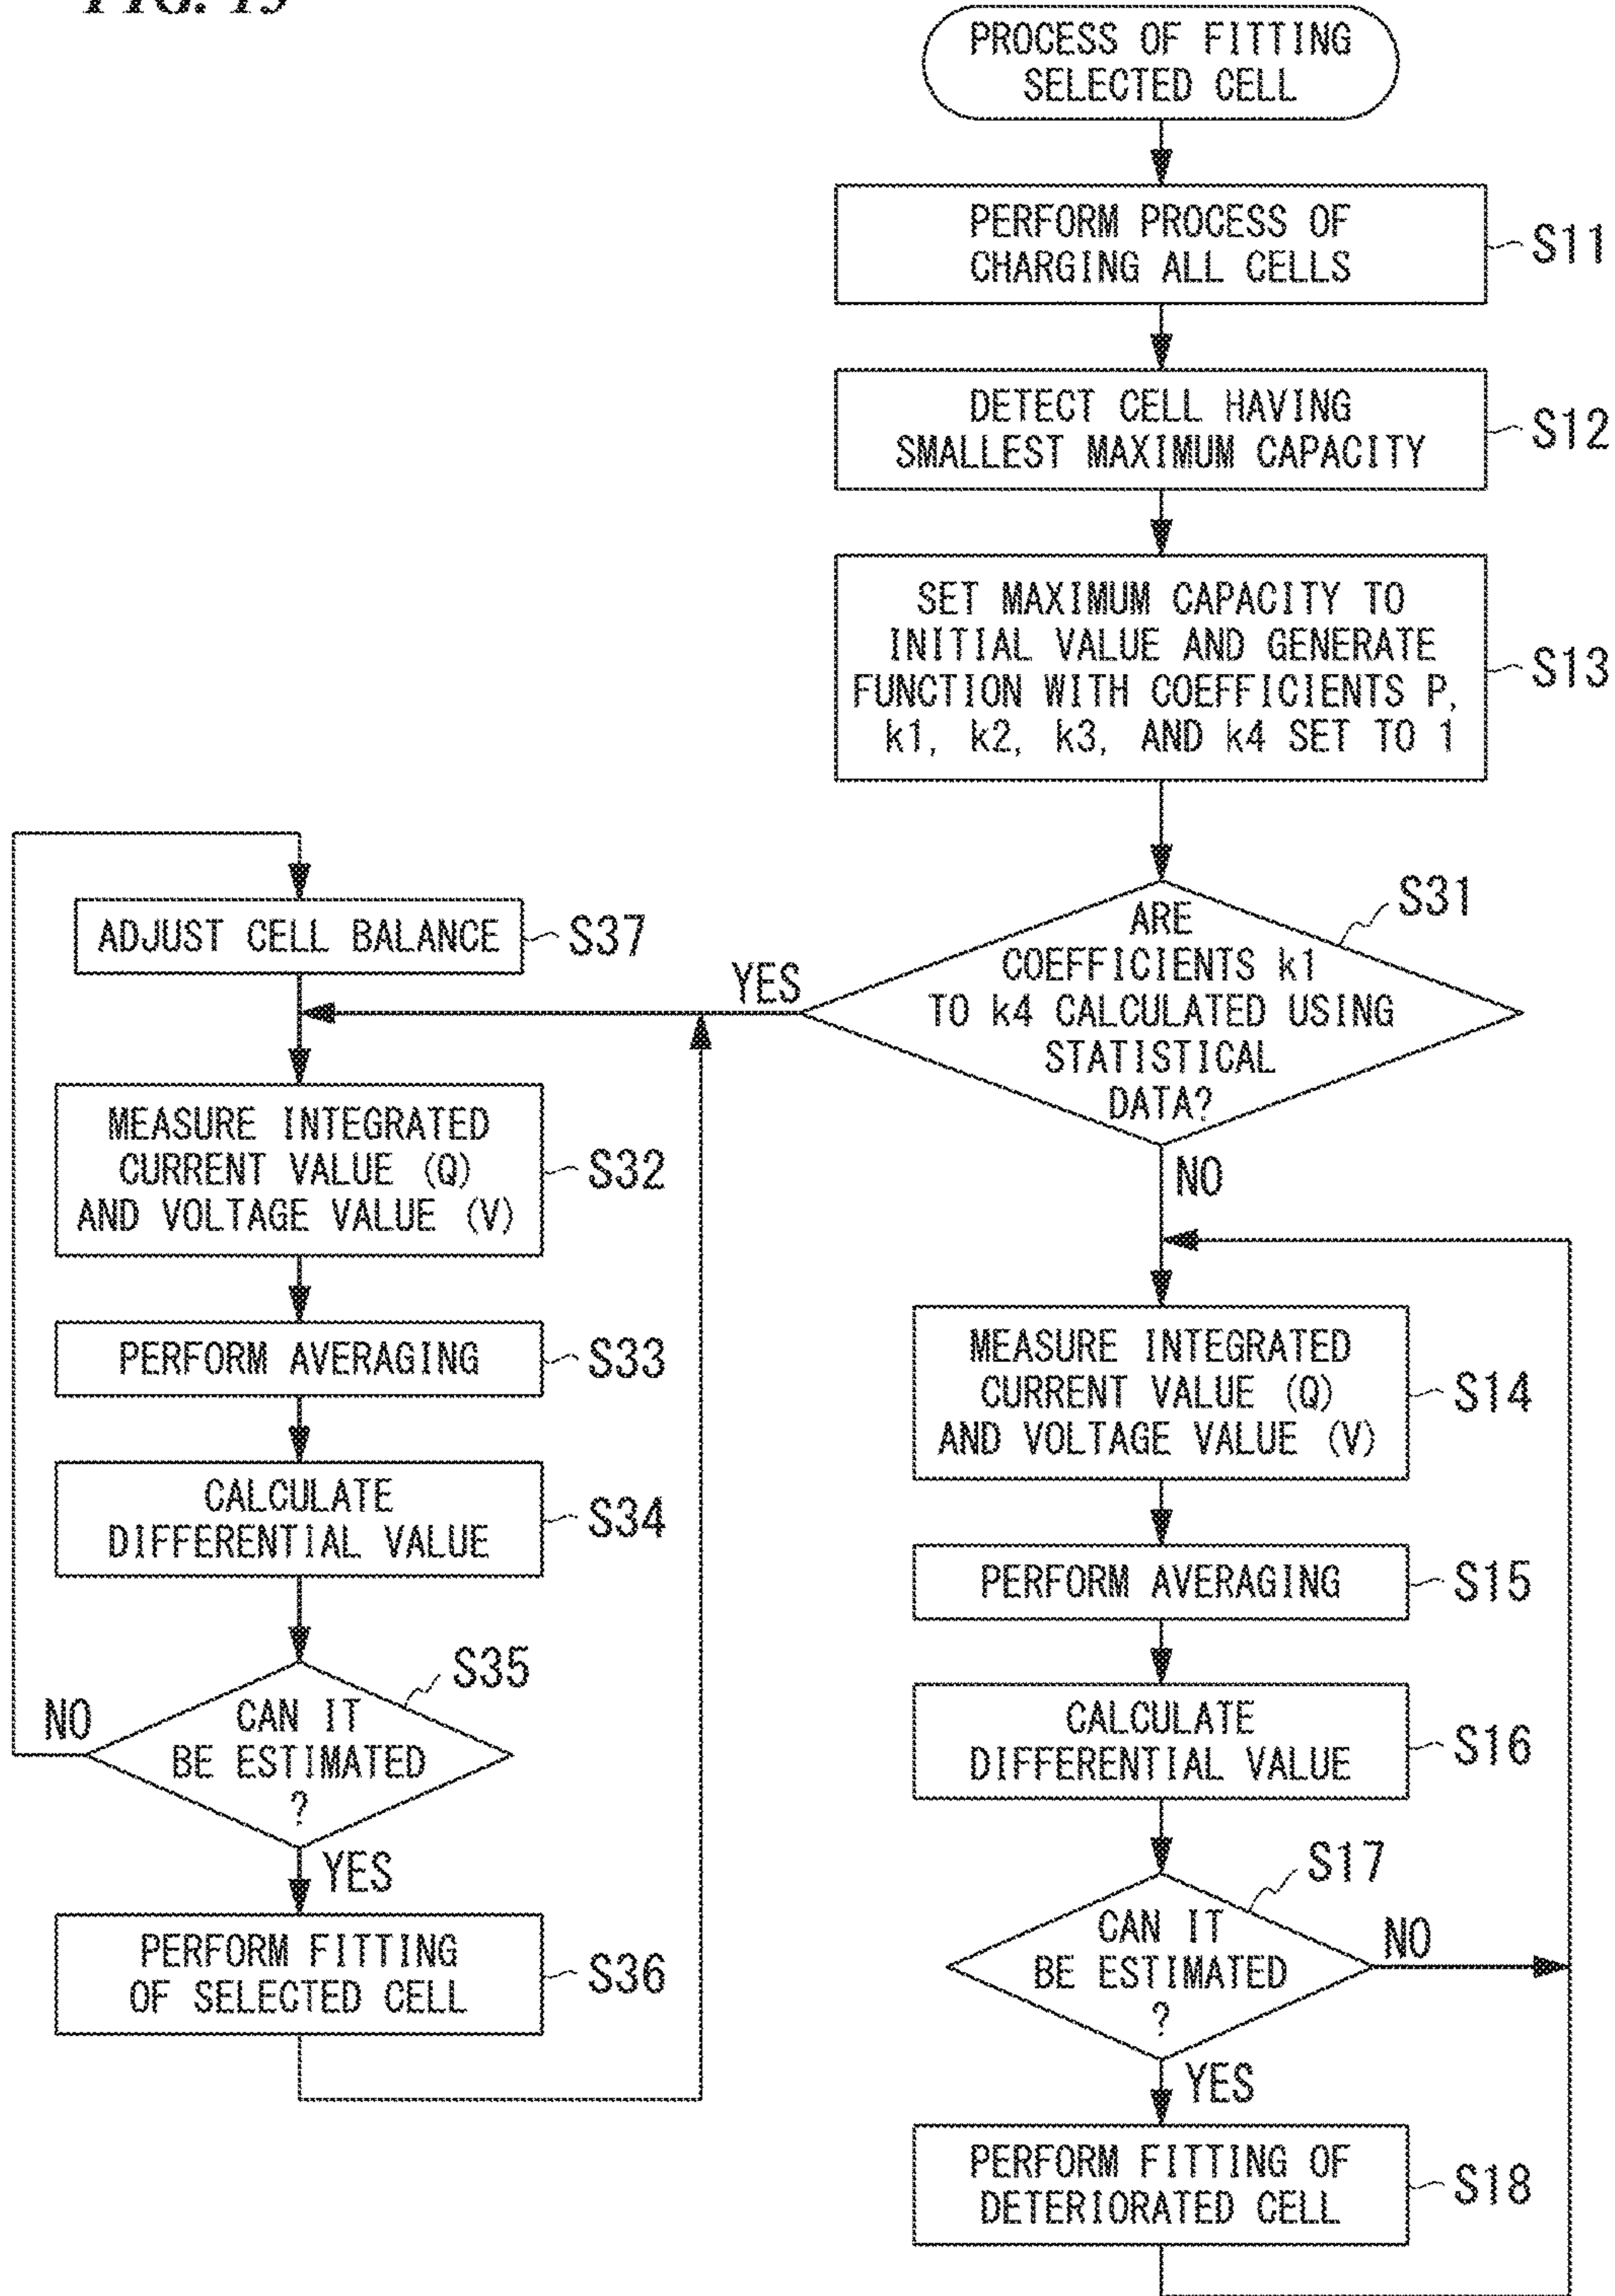 PROCESS OF FITTING
SELECTED CELL
PERFORM PROCESS OF
CHARGING ALL CELLS
S11
DETECT CELL HAVING
SMALLEST MAXIMUM CAPACITY
S12
SET MAXIMUM CAPACITY TO
INITIAL VALUE AND GENERATE
FUNCTION WITH COEFFICIENTS P,
k1, k2, k3, AND k4 SET TO 1
S13
S31
ARE
COEFFICIENTS k1
TO k4 CALCULATED USING
STATISTICAL
DATA?
YES
NO
ADJUST CELL BALANCE
S37
MEASURE INTEGRATED
CURRENT VALUE (Q)
AND VOLTAGE VALUE (V)
S32
PERFORM AVERAGING
S33
CALCULATE
DIFFERENTIAL VALUE
S34
S35
CAN IT
BE ESTIMATED
?
NO
YES
PERFORM FITTING
OF SELECTED CELL
S36
MEASURE INTEGRATED
CURRENT VALUE (Q)
AND VOLTAGE VALUE (V)
S14
PERFORM AVERAGING
S15
CALCULATE
DIFFERENTIAL VALUE
S16
S17
CAN IT
BE ESTIMATED
?
NO
YES
PERFORM FITTING OF
DETERIORATED CELL
S18